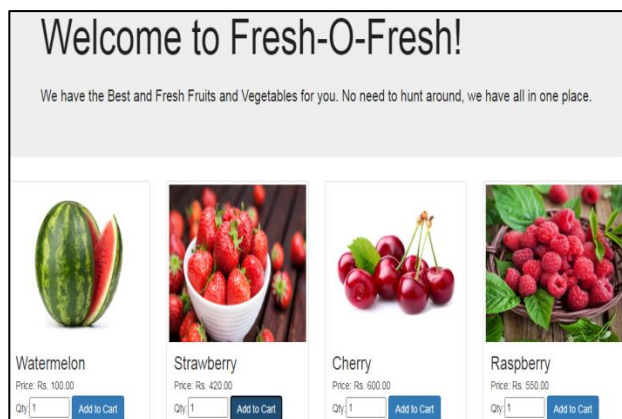 Welcome to Fresh-O-Fresh!
We have the Best and Fresh Fruits and Vegetables for you. No need to hunt around, we have all in one place.
Watermelon
Price: Rs. 100.00
Qty: 1 Add to Cart
Strawberry
Price: Rs. 420.00
Qty: 1 Add to Cart
Cherry
Price: Rs. 600.00
Qty: 1 Add to Cart
Raspberry
Price: Rs. 550.00
Qty: 1 Add to Cart